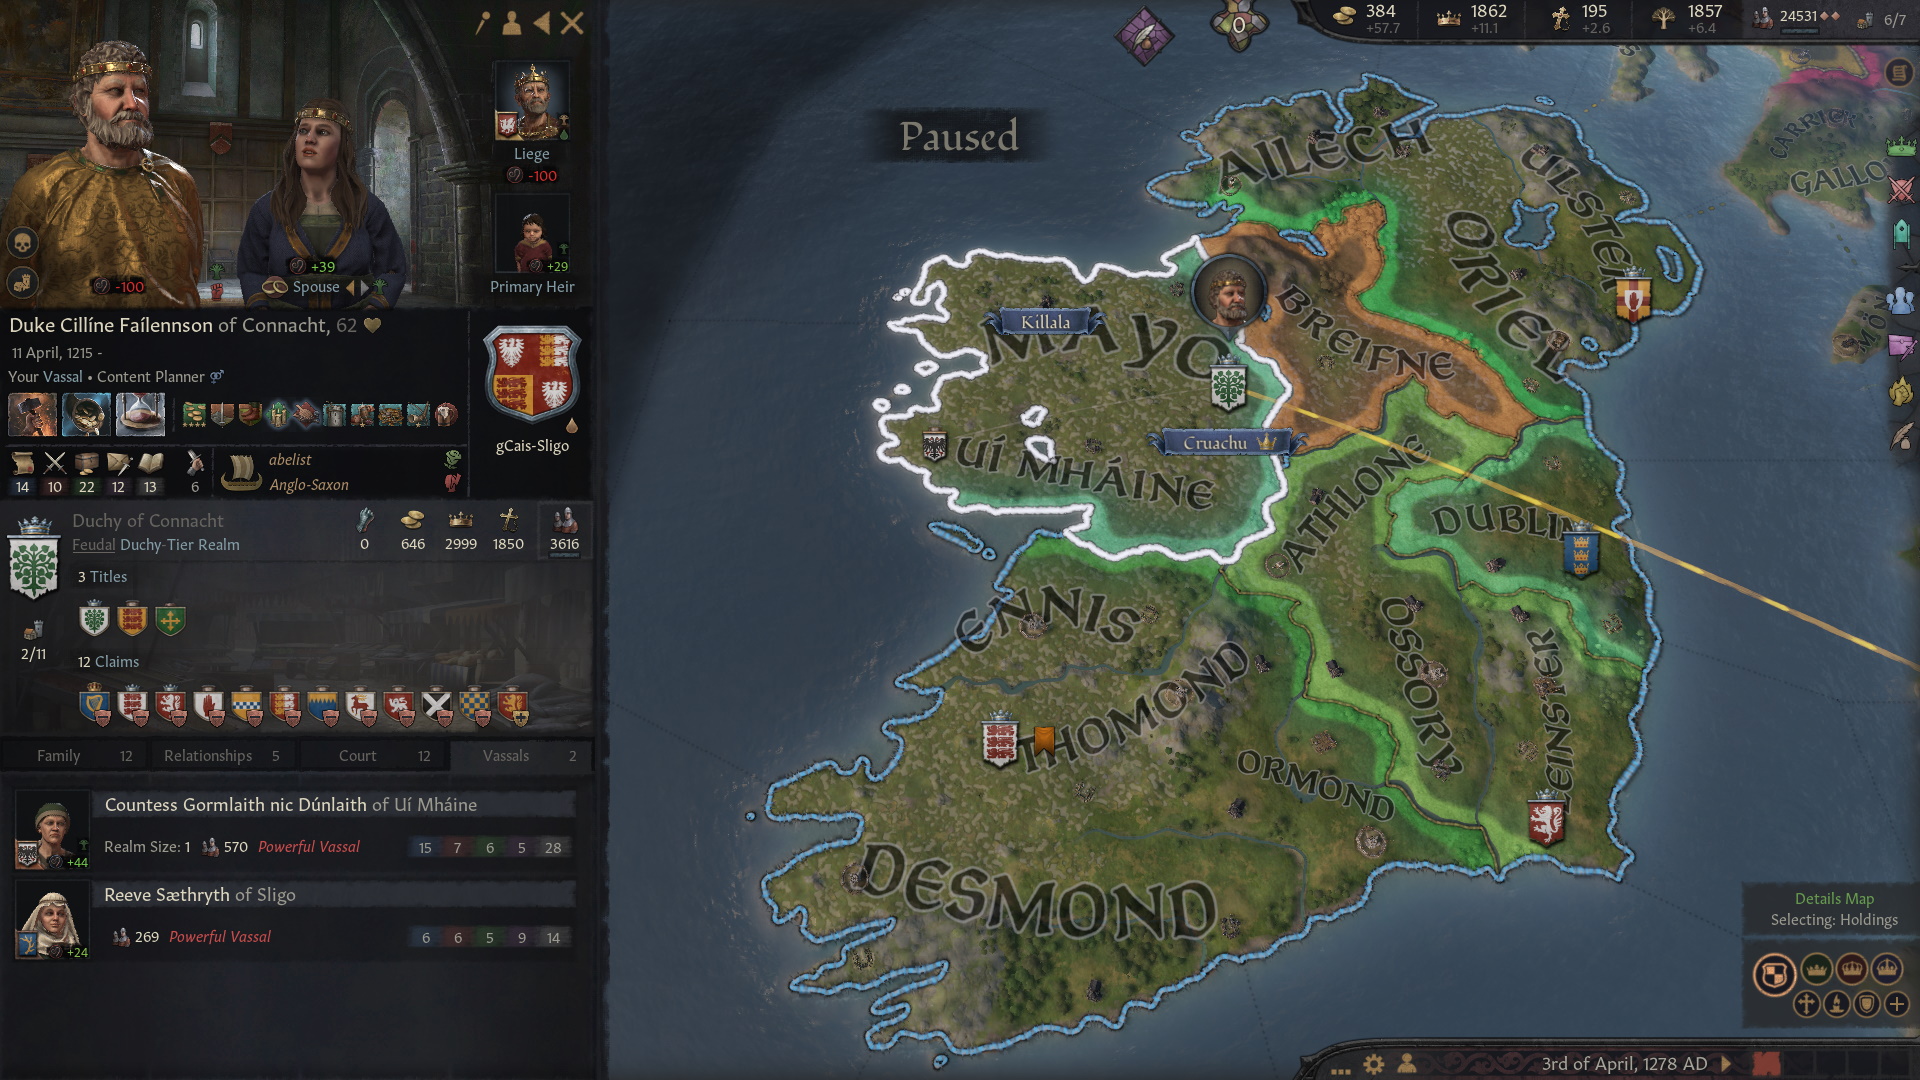 384
+57.7
1862
+11.1
195
+2.6
1857
+6.4
24531
6/7
0
Paused
Liege
-100
+29
Primary Heir
-100
+39
Spouse
Duke Cillíne Faílennson of Connacht, 62
11 April, 1215 -
Your Vassal • Content Planner
gCais-Sligo
14
10
22
12
13
6
abelist
Anglo-Saxon
Duchy of Connacht
Feudal Duchy-Tier Realm
0
646
2999
1850
3616
3 Titles
2/11
12 Claims
Family 12
Relationships 5
Court 12
Vassals 2
Countess Gormlaith nic Dúnlaith of Uí Mháine
Realm Size: 1
570
Powerful Vassal
15 7 6 5 28
+44
Reeve Sæthryth of Sligo
269
Powerful Vassal
6 6 5 9 14
+24
AILECH
ULSTER
ORIEL
CARRICK
GALLO
MAYO
Killala
BREIFNE
Cruachu
UÍ MHÁINE
ATHLONE
DUBLIN
ENNIS
THOMOND
OSSORY
LEINSTER
ORMOND
DESMOND
Details Map
Selecting: Holdings
3rd of April, 1278 AD